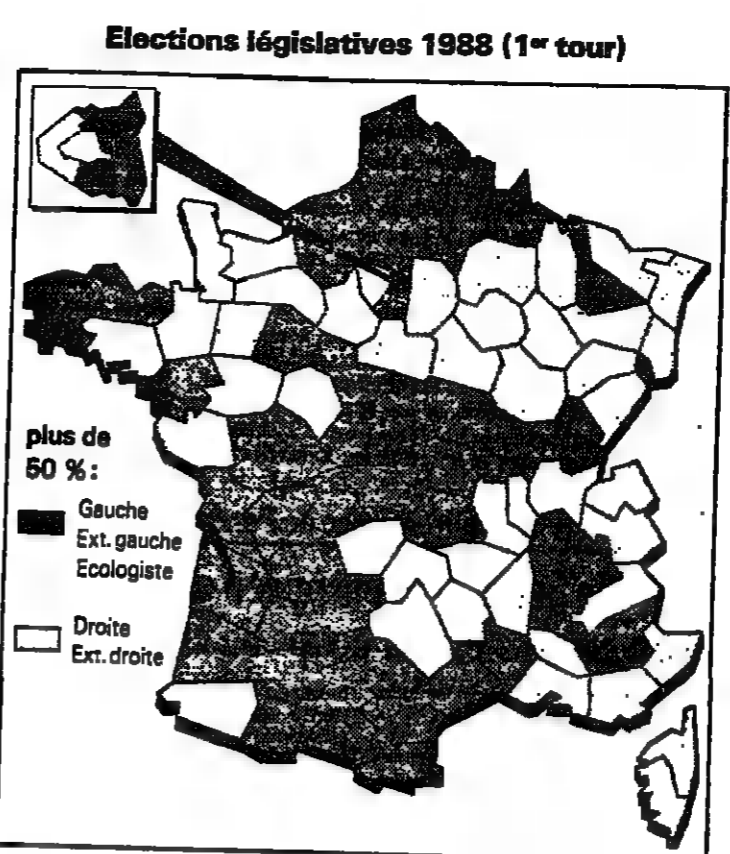 Elections législatives 1988 (1er tour)
plus de
50 % :
Gauche
Ext. gauche
Ecologiste
Droite
Ext. droite